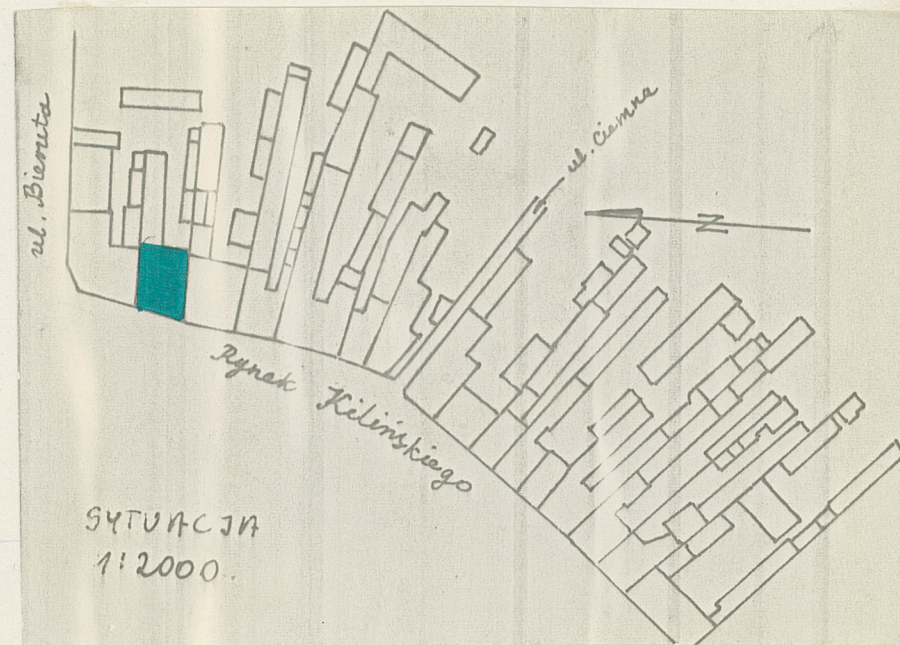 ul. Bieruta
ul. Ciemna
N
Rynek Kilińskiego
SYTUACJA
1:2000.